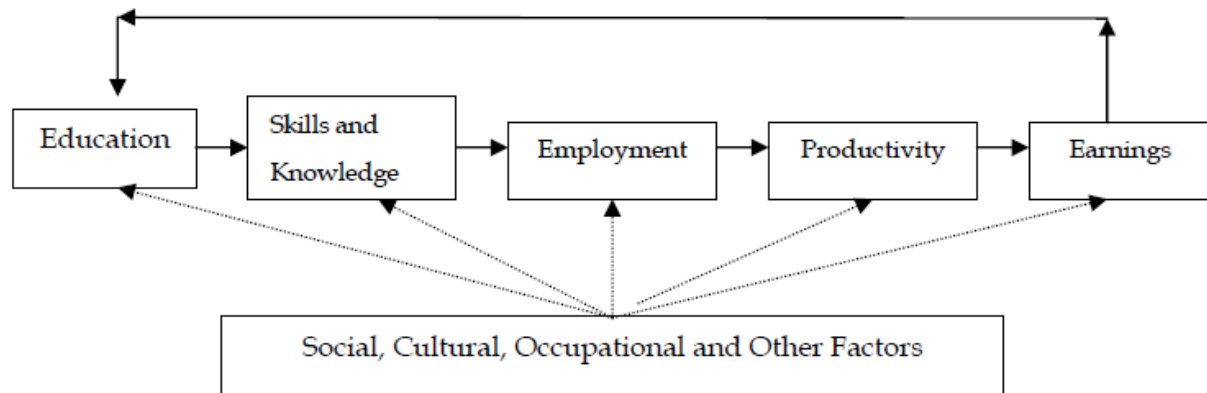 Education
Skills and
Knowledge
Employment
Productivity
Earnings
Social, Cultural, Occupational and Other Factors